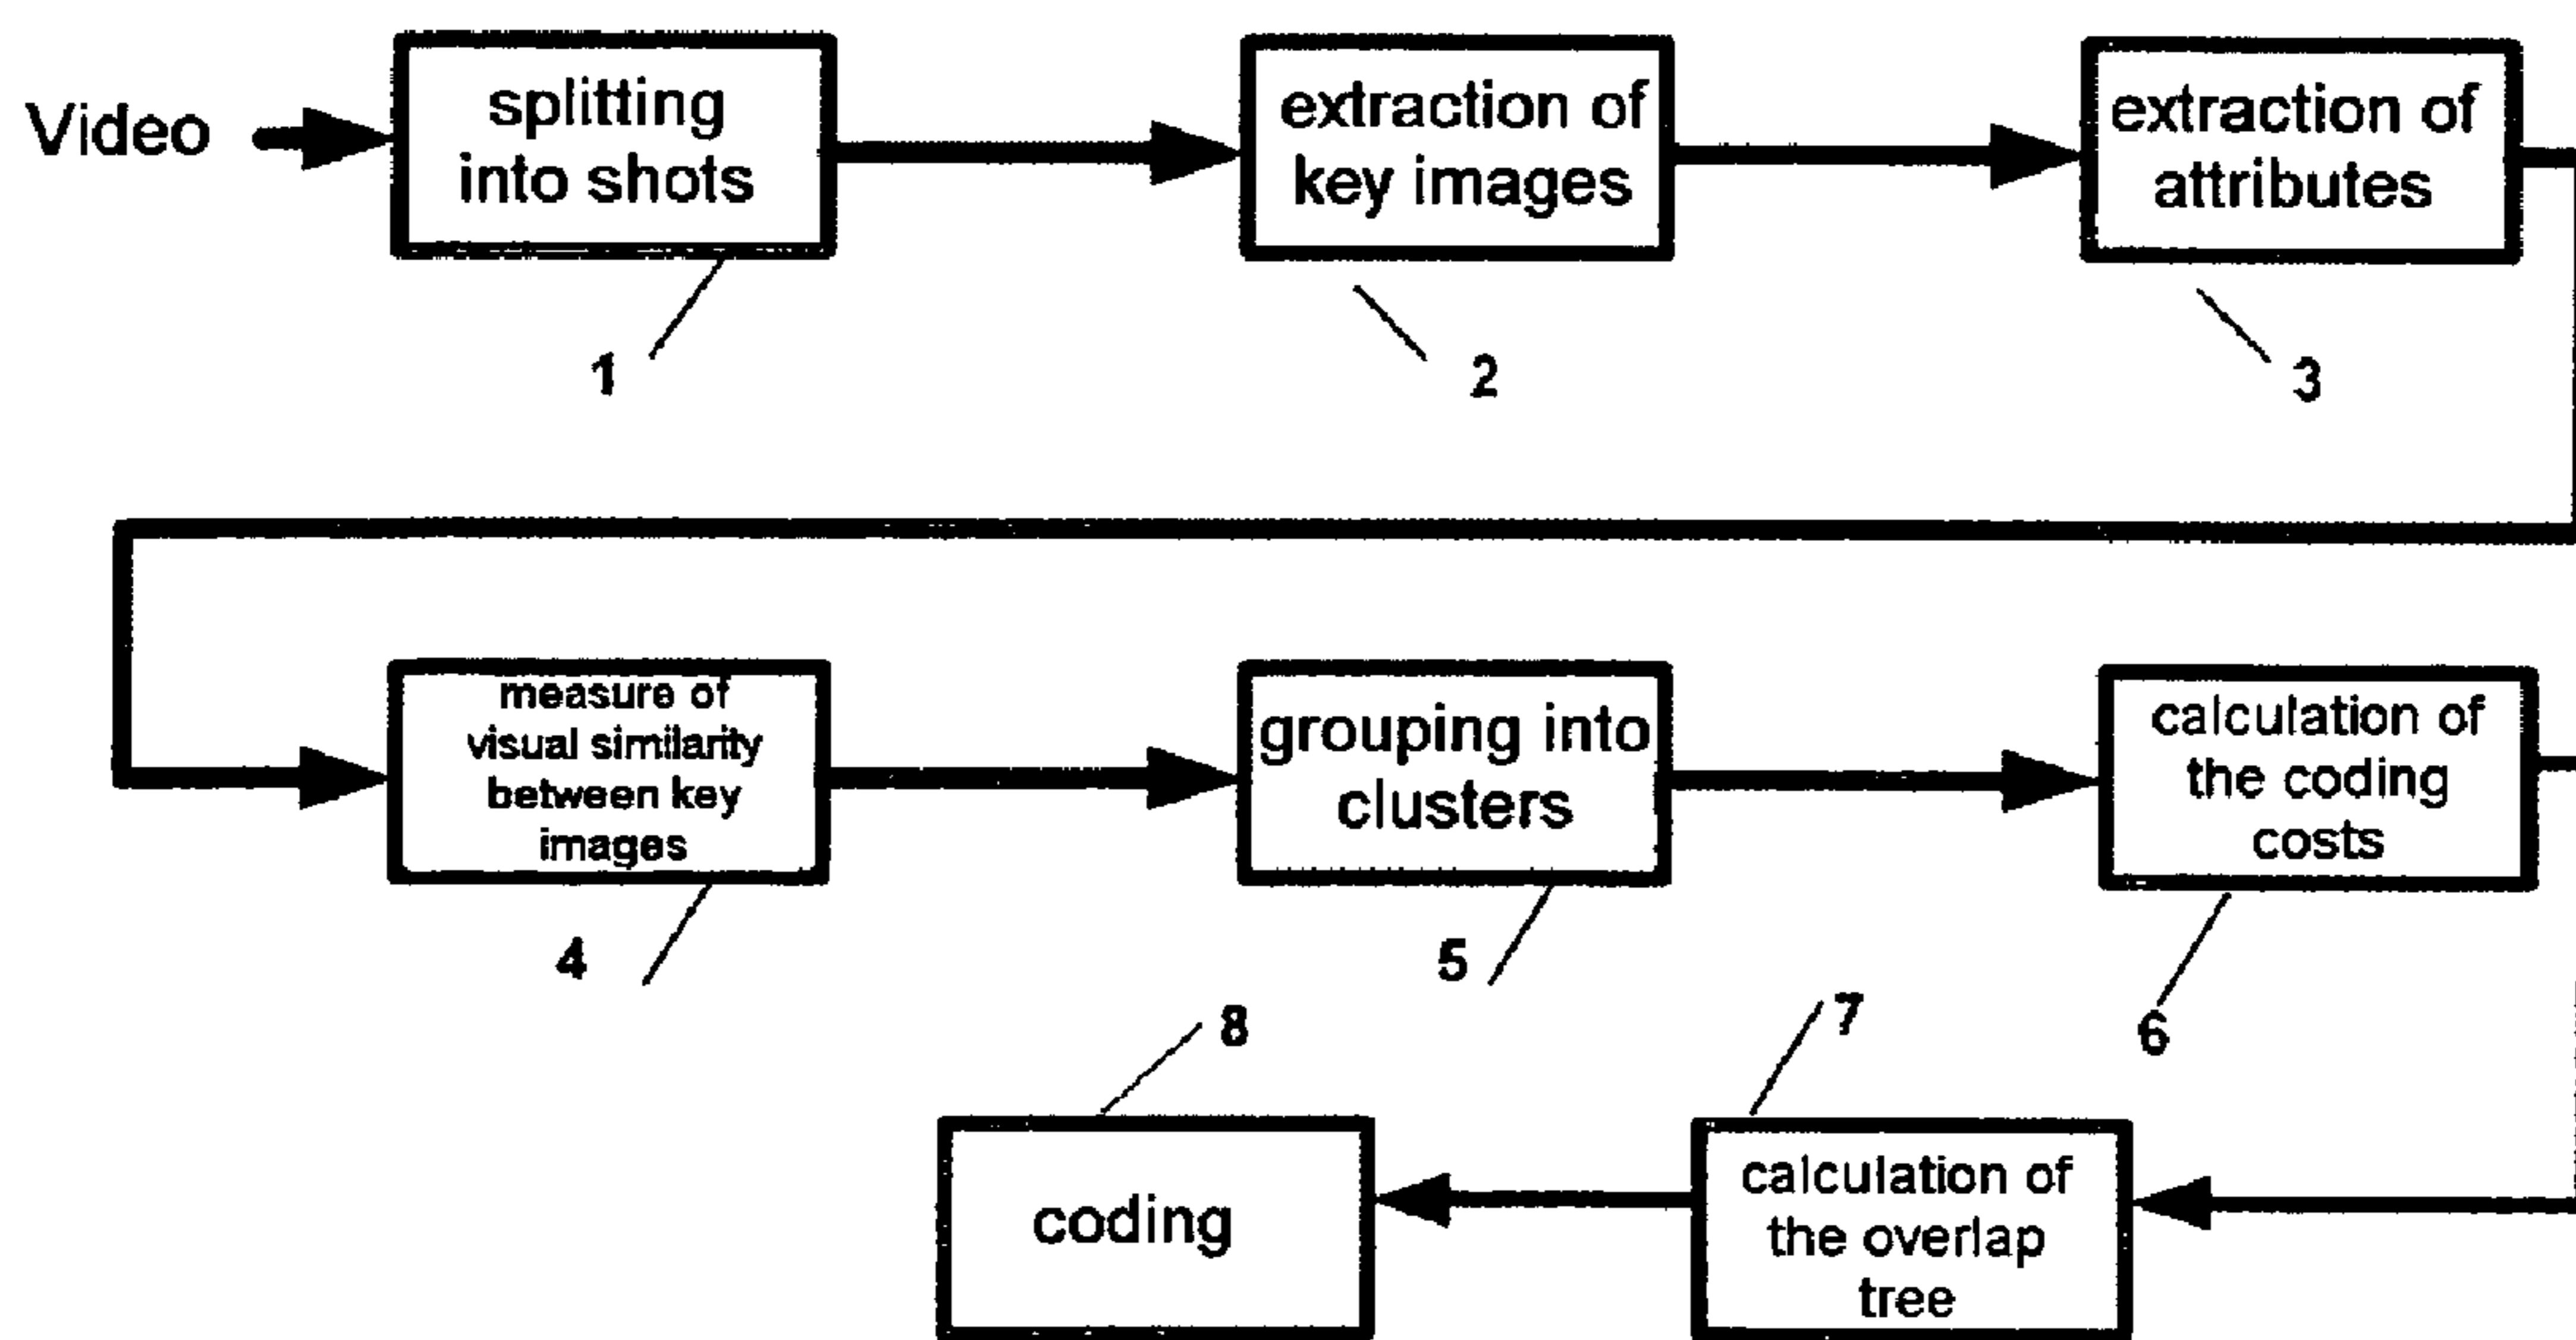 Video
splitting
into shots
extraction of
key images
extraction of
attributes
1
2
3
measure of
visual similarity
between key
images
grouping into
clusters
calculation of
the coding
costs
4
5
6
8
7
coding
calculation of
the overlap
tree